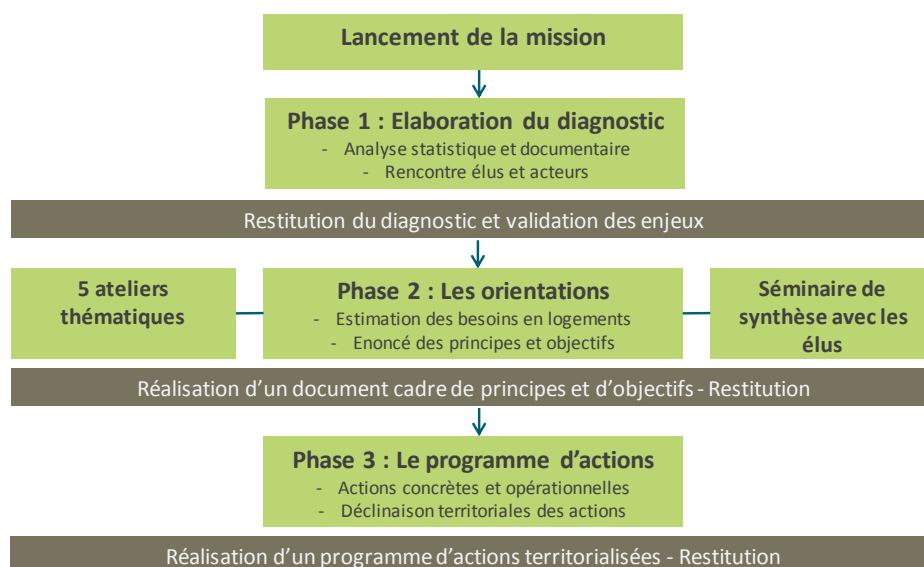 Lancement de la mission
Phase 1 : Elaboration du diagnostic
- Analyse statistique et documentaire
- Rencontre élus et acteurs
Restitution du diagnostic et validation des enjeux
5 ateliers
thématiques
Phase 2 : Les orientations
- Estimation des besoins en logements
- Enoncé des principes et objectifs
Séminaire de
synthèse avec les
élus
Réalisation d'un document cadre de principes et d'objectifs - Restitution
Phase 3 : Le programme d'actions
- Actions concrètes et opérationnelles
- Déclinaison territoriales des actions
Réalisation d'un programme d'actions territorialisées - Restitution